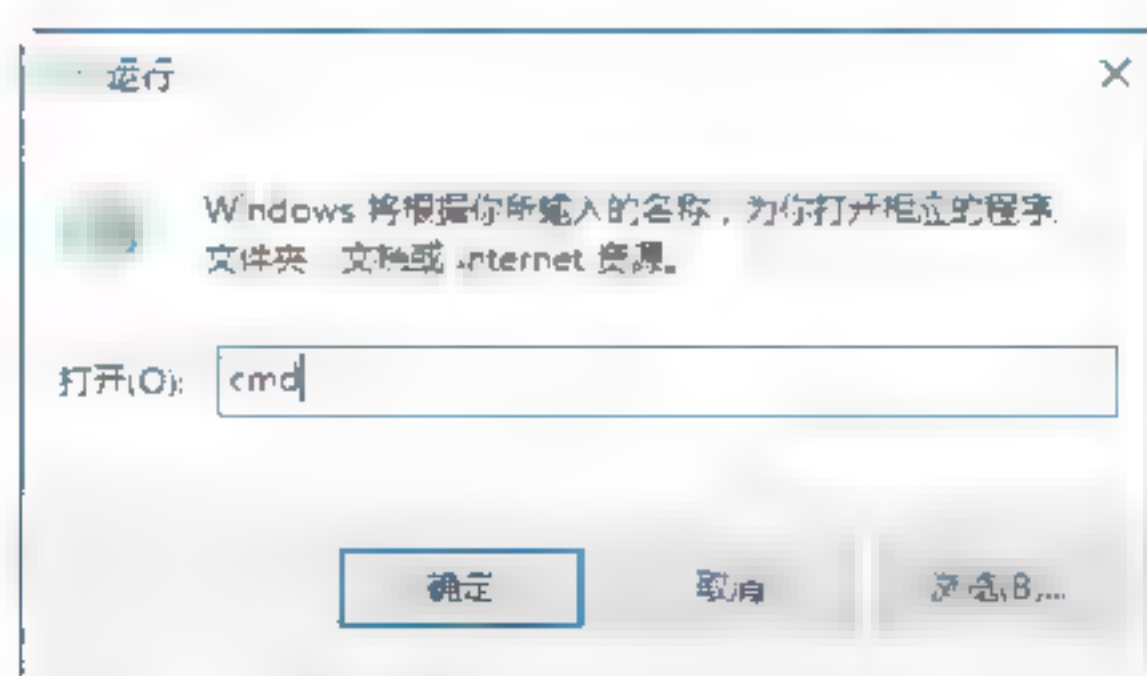 运行
Windows 将根据你所输入的名称，为你打开相应的程序、
文件夹、文档或 Internet 资源。
打开(O):
cmd
确定
取消
浏览(B)...